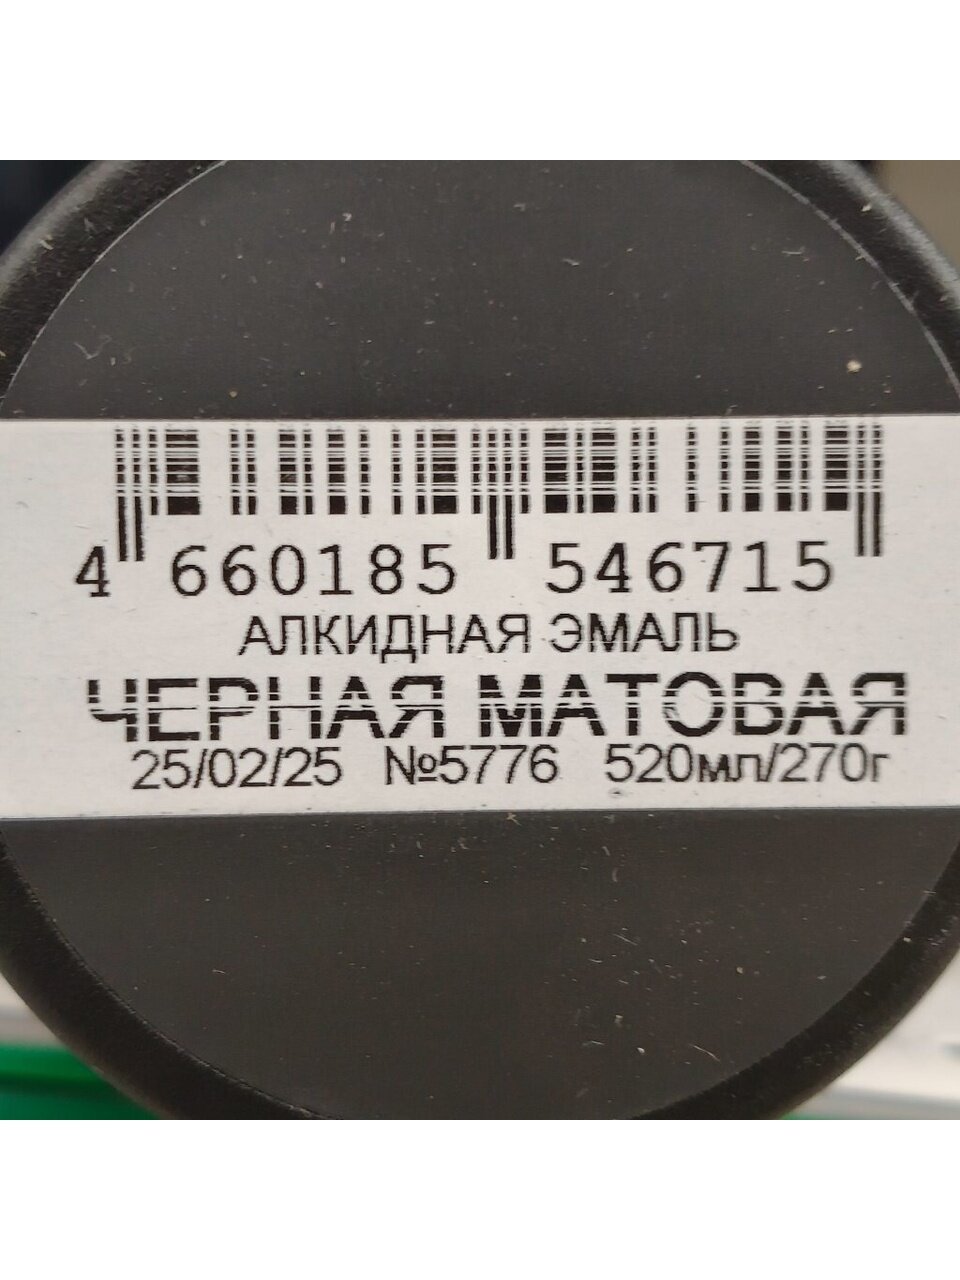 4 660185 546715
АЛКИДНАЯ ЭМАЛЬ
ЧЕРНАЯ МАТОВАЯ
25/02/25 №5776 520мл/270г